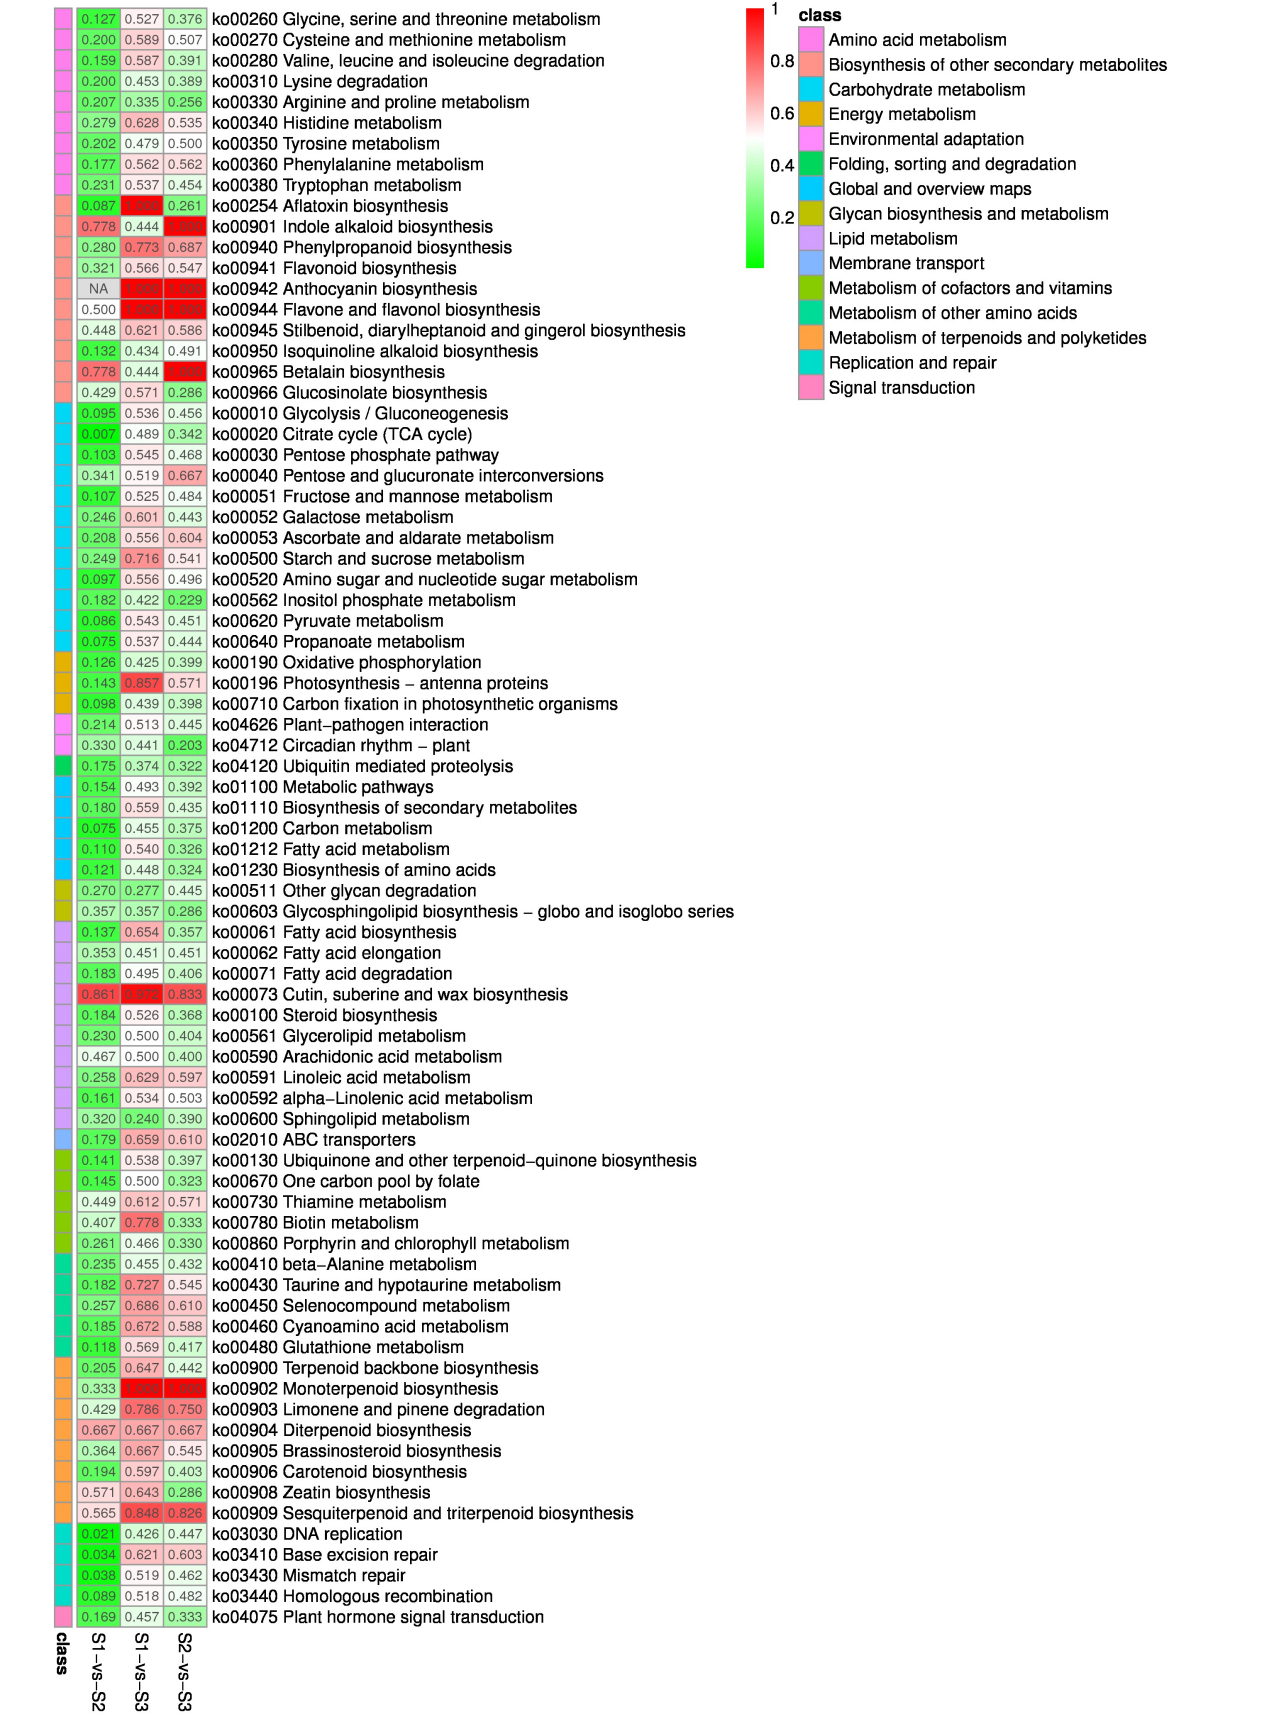 0.127 0.527 0.376 ko00260 Glycine, serine and threonine metabolism
0.200 0.589 0.507 ko00270 Cysteine and methionine metabolism
0.159 0.587 0.391 ko00280 Valine, leucine and isoleucine degradation
0.200 0.453 0.389 ko00310 Lysine degradation
0.207 0.335 0.256 ko00330 Arginine and proline metabolism
0.279 0.628 0.535 ko00340 Histidine metabolism
0.202 0.479 0.500 ko00350 Tyrosine metabolism
0.177 0.562 0.562 ko00360 Phenylalanine metabolism
0.231 0.537 0.454 ko00380 Tryptophan metabolism
0.087 1.000 0.261 ko00254 Aflatoxin biosynthesis
0.778 0.444 1.000 ko00901 Indole alkaloid biosynthesis
0.280 0.773 0.687 ko00940 Phenylpropanoid biosynthesis
0.321 0.566 0.547 ko00941 Flavonoid biosynthesis
NA 1.000 1.000 ko00942 Anthocyanin biosynthesis
0.500 1.000 1.000 ko00944 Flavone and flavonol biosynthesis
0.448 0.621 0.586 ko00945 Stilbenoid, diarylheptanoid and gingerol biosynthesis
0.132 0.434 0.491 ko00950 Isoquinoline alkaloid biosynthesis
0.778 0.444 1.000 ko00965 Betalain biosynthesis
0.429 0.571 0.286 ko00966 Glucosinolate biosynthesis
0.095 0.536 0.456 ko00010 Glycolysis / Gluconeogenesis
0.007 0.489 0.342 ko00020 Citrate cycle (TCA cycle)
0.103 0.545 0.468 ko00030 Pentose phosphate pathway
0.341 0.519 0.667 ko00040 Pentose and glucuronate interconversions
0.107 0.525 0.484 ko00051 Fructose and mannose metabolism
0.246 0.601 0.443 ko00052 Galactose metabolism
0.208 0.556 0.604 ko00053 Ascorbate and aldarate metabolism
0.249 0.716 0.541 ko00500 Starch and sucrose metabolism
0.097 0.556 0.496 ko00520 Amino sugar and nucleotide sugar metabolism
0.182 0.422 0.229 ko00562 Inositol phosphate metabolism
0.086 0.543 0.451 ko00620 Pyruvate metabolism
0.075 0.537 0.444 ko00640 Propanoate metabolism
0.126 0.425 0.399 ko00190 Oxidative phosphorylation
0.143 0.857 0.571 ko00196 Photosynthesis − antenna proteins
0.098 0.439 0.398 ko00710 Carbon fixation in photosynthetic organisms
0.214 0.513 0.445 ko04626 Plant−pathogen interaction
0.330 0.441 0.203 ko04712 Circadian rhythm − plant
0.175 0.374 0.322 ko04120 Ubiquitin mediated proteolysis
0.154 0.493 0.392 ko01100 Metabolic pathways
0.180 0.559 0.435 ko01110 Biosynthesis of secondary metabolites
0.075 0.455 0.375 ko01200 Carbon metabolism
0.110 0.540 0.326 ko01212 Fatty acid metabolism
0.121 0.448 0.324 ko01230 Biosynthesis of amino acids
0.270 0.277 0.445 ko00511 Other glycan degradation
0.357 0.357 0.286 ko00603 Glycosphingolipid biosynthesis − globo and isoglobo series
0.137 0.654 0.357 ko00061 Fatty acid biosynthesis
0.353 0.451 0.451 ko00062 Fatty acid elongation
0.183 0.495 0.406 ko00071 Fatty acid degradation
0.861 0.972 0.833 ko00073 Cutin, suberine and wax biosynthesis
0.184 0.526 0.368 ko00100 Steroid biosynthesis
0.230 0.500 0.404 ko00561 Glycerolipid metabolism
0.467 0.500 0.400 ko00590 Arachidonic acid metabolism
0.258 0.629 0.597 ko00591 Linoleic acid metabolism
0.161 0.534 0.503 ko00592 alpha−Linolenic acid metabolism
0.320 0.240 0.390 ko00600 Sphingolipid metabolism
0.179 0.659 0.610 ko02010 ABC transporters
0.141 0.538 0.397 ko00130 Ubiquinone and other terpenoid−quinone biosynthesis
0.145 0.500 0.323 ko00670 One carbon pool by folate
0.449 0.612 0.571 ko00730 Thiamine metabolism
0.407 0.778 0.333 ko00780 Biotin metabolism
0.261 0.466 0.330 ko00860 Porphyrin and chlorophyll metabolism
0.235 0.455 0.432 ko00410 beta−Alanine metabolism
0.182 0.727 0.545 ko00430 Taurine and hypotaurine metabolism
0.257 0.686 0.610 ko00450 Selenocompound metabolism
0.185 0.672 0.588 ko00460 Cyanoamino acid metabolism
0.118 0.569 0.417 ko00480 Glutathione metabolism
0.205 0.647 0.442 ko00900 Terpenoid backbone biosynthesis
0.333 1.000 1.000 ko00902 Monoterpenoid biosynthesis
0.429 0.786 0.750 ko00903 Limonene and pinene degradation
0.667 0.667 0.667 ko00904 Diterpenoid biosynthesis
0.364 0.667 0.545 ko00905 Brassinosteroid biosynthesis
0.194 0.597 0.403 ko00906 Carotenoid biosynthesis
0.571 0.643 0.286 ko00908 Zeatin biosynthesis
0.565 0.848 0.826 ko00909 Sesquiterpenoid and triterpenoid biosynthesis
0.021 0.426 0.447 ko03030 DNA replication
0.034 0.621 0.603 ko03410 Base excision repair
0.038 0.519 0.462 ko03430 Mismatch repair
0.089 0.518 0.482 ko03440 Homologous recombination
0.169 0.457 0.333 ko04075 Plant hormone signal transduction
class
S1−vs−S2
S1−vs−S3
S2−vs−S3
1
0.8
0.6
0.4
0.2
class
Amino acid metabolism
Biosynthesis of other secondary metabolites
Carbohydrate metabolism
Energy metabolism
Environmental adaptation
Folding, sorting and degradation
Global and overview maps
Glycan biosynthesis and metabolism
Lipid metabolism
Membrane transport
Metabolism of cofactors and vitamins
Metabolism of other amino acids
Metabolism of terpenoids and polyketides
Replication and repair
Signal transduction